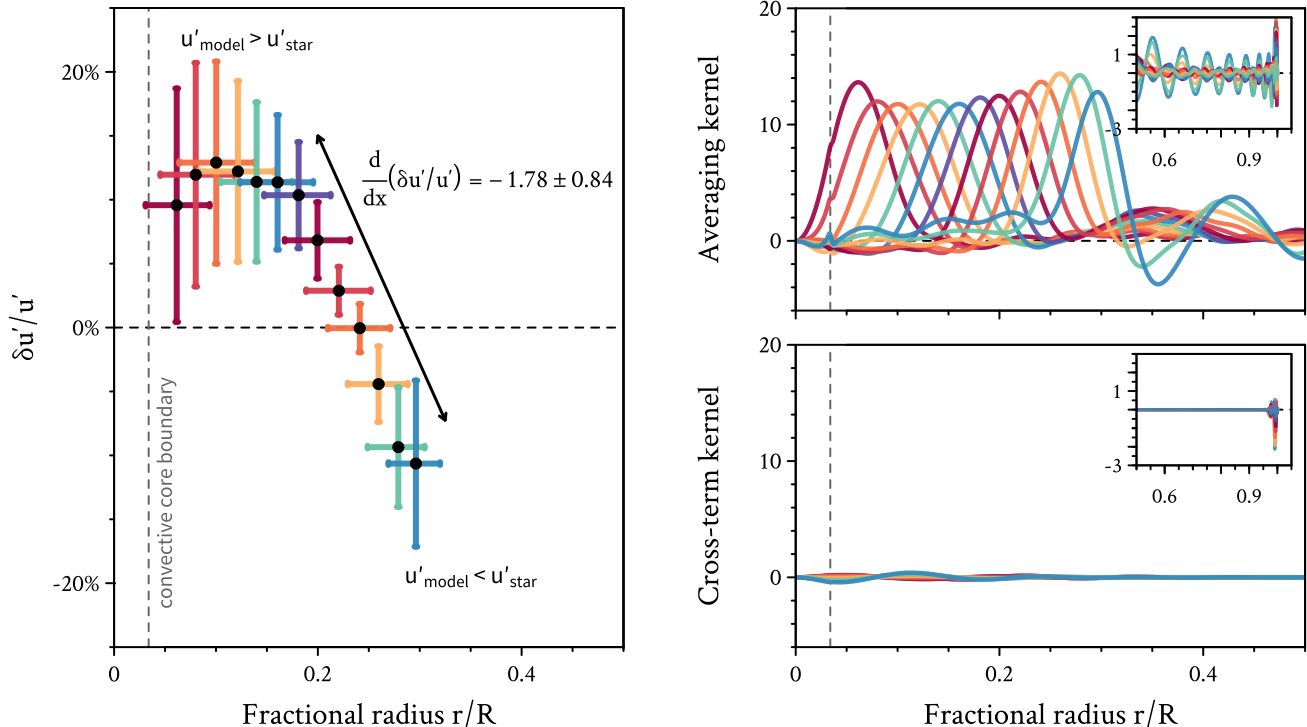 u′model > u′star
20%
d
dx
(δu′/u′) = − 1.78 ± 0.84
δu′/u′
0%
convective core boundary
-20%
u′model < u′star
0
0.2
0.4
Fractional radius r/R
Averaging kernel
20
10
0
1
-3
0.6
0.9
Cross-term kernel
20
10
0
1
-3
0.6
0.9
0
0.2
0.4
Fractional radius r/R